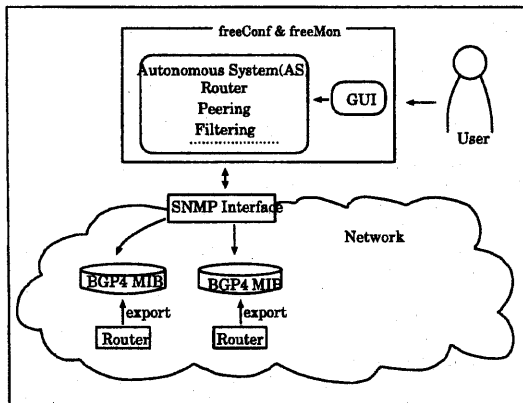 freeConf & freeMon
Autonomous System(AS)
Router
Peering
Filtering
GUI
User
SNMP Interface
Network
BGP4 MIB
BGP4 MIB
export
export
Router
Router